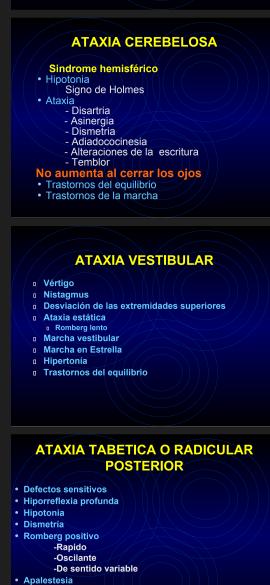 ATAXIA CEREBELOSA
Sindrome hemisférico
• Hipotonia
Signo de Holmes
• Ataxia
- Disartria
- Asinergia
- Dismetria
- Adiadococinesia
- Alteraciones de la escritura
- Temblor
No aumenta al cerrar los ojos
• Trastornos del equilibrio
• Trastornos de la marcha
ATAXIA VESTIBULAR
Vértigo
Nistagmus
Desviación de las extremidades superiores
Ataxia estática
Romberg lento
Marcha vestibular
Marcha en Estrella
Hipertonía
Trastornos del equilibrio
ATAXIA TABETICA O RADICULAR
POSTERIOR
• Defectos sensitivos
• Hiporreflexia profunda
• Hipotonia
• Dismetria
• Romberg positivo
-Rapido
-Oscilante
-De sentido variable
• Apalestesia